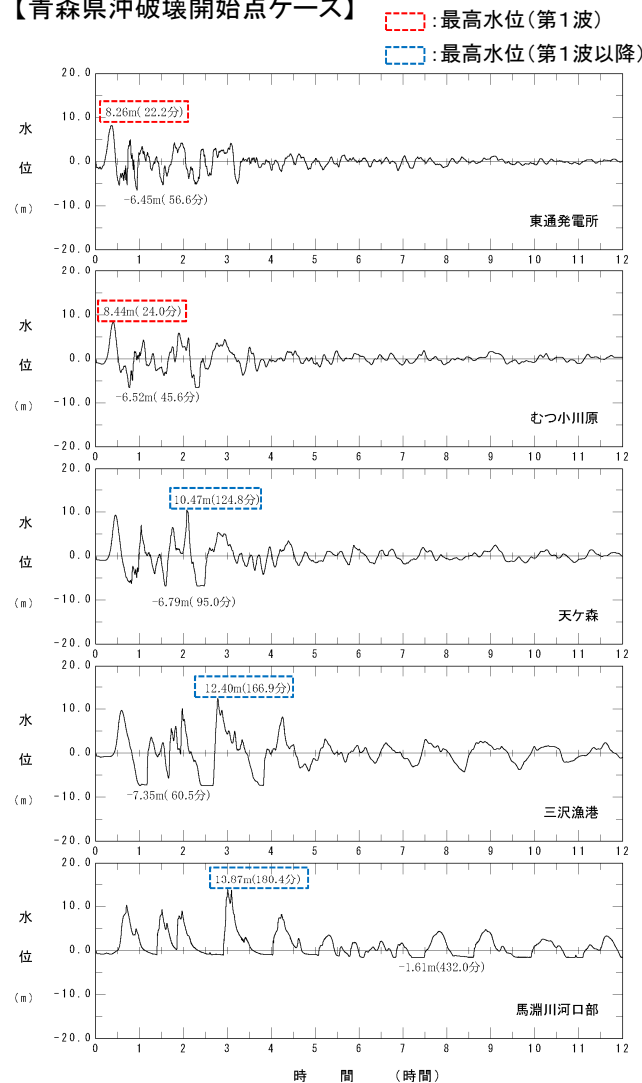 【青森県沖破壊開始点ケース】
：最高水位（第１波）
：最高水位（第１波以降）
20.0
10.0
0.0
-10.0
-20.0
水
位
(m)
8.26m( 22.2分)
-6.45m( 56.6分)
東通発電所
0 1 2 3 4 5 6 7 8 9 10 11 12
20.0
10.0
0.0
-10.0
-20.0
水
位
(m)
8.44m( 24.0分)
-6.52m( 45.6分)
むつ小川原
0 1 2 3 4 5 6 7 8 9 10 11 12
20.0
10.0
0.0
-10.0
-20.0
水
位
(m)
10.47m(124.8分)
-6.79m( 95.0分)
天ケ森
0 1 2 3 4 5 6 7 8 9 10 11 12
20.0
10.0
0.0
-10.0
-20.0
水
位
(m)
12.40m(166.9分)
-7.35m( 60.5分)
三沢漁港
0 1 2 3 4 5 6 7 8 9 10 11 12
20.0
10.0
0.0
-10.0
-20.0
水
位
(m)
13.87m(180.4分)
-1.61m(432.0分)
馬淵川河口部
0 1 2 3 4 5 6 7 8 9 10 11 12
時 間 （時間）